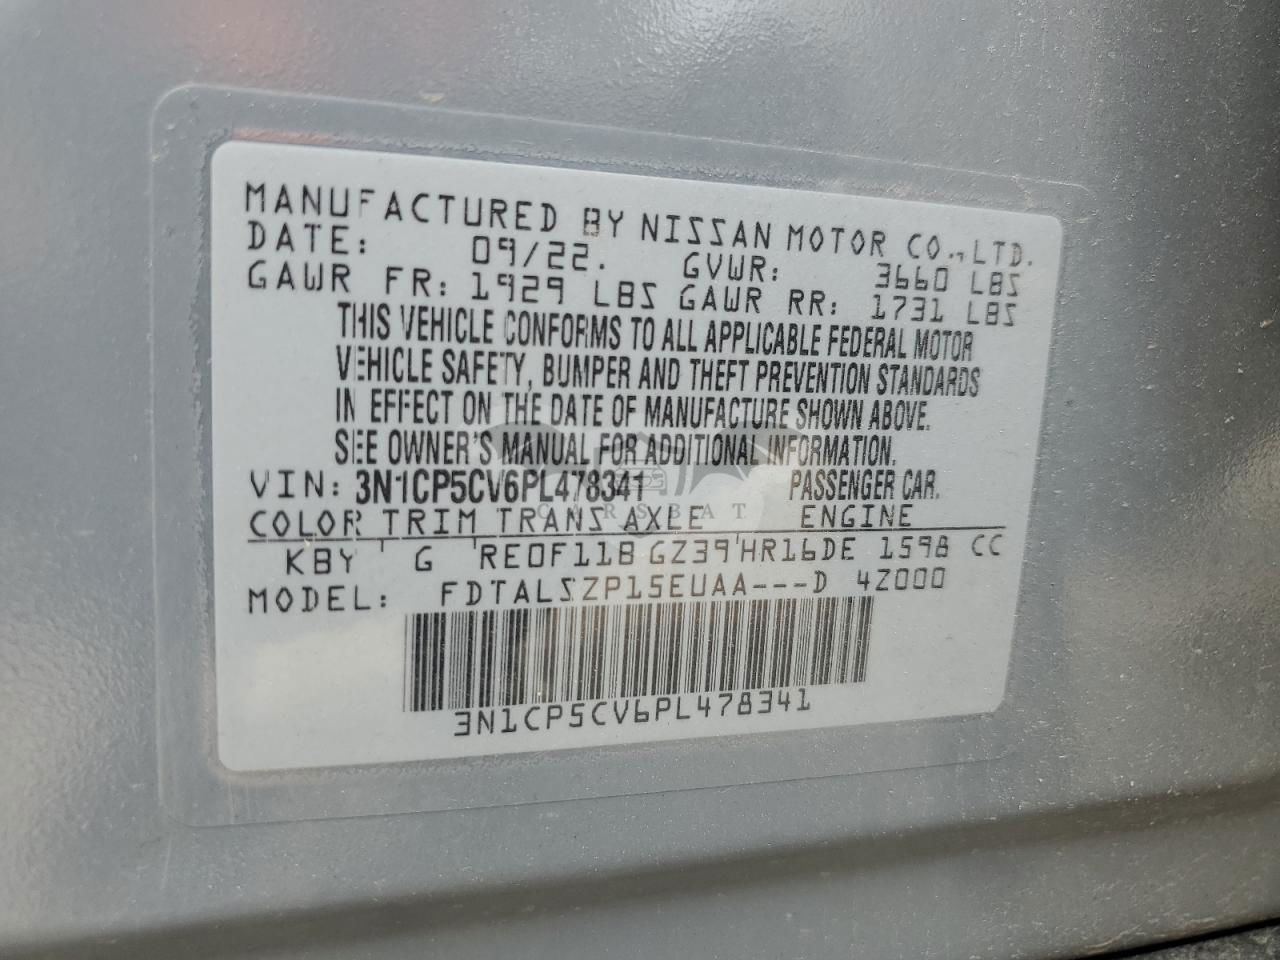 MANUFACTURED BY NISSAN MOTOR CO.,LTD.
DATE: 09/22. GVWR: 3660 LBS
GAWR FR: 1929 LBS GAWR RR: 1731 LBS
THIS VEHICLE CONFORMS TO ALL APPLICABLE FEDERAL MOTOR
VEHICLE SAFETY, BUMPER AND THEFT PREVENTION STANDARDS
IN EFFECT ON THE DATE OF MANUFACTURE SHOWN ABOVE.
SEE OWNER'S MANUAL FOR ADDITIONAL INFORMATION.
VIN: 3N1CP5CV6PL478341 PASSENGER CAR.
CARSBAT
COLOR TRIM TRANS AXLE ENGINE
KBY ' G 'RE0F11B GZ39'HR16DE 1598 CC
MODEL: FDTALSZP15EUAA---D 4Z000
3N1CP5CV6PL478341